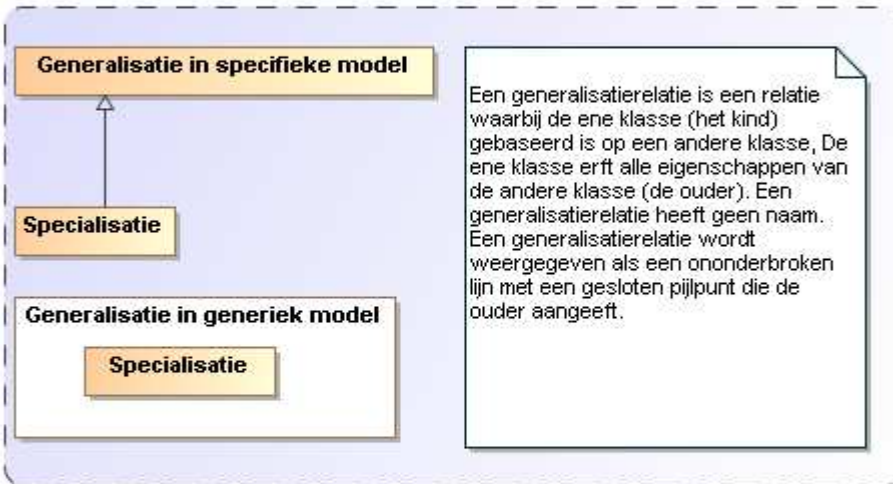 Generalisatie in specifieke model
Specialisatie
Generalisatie in generiek model
Specialisatie
Een generalisatierelatie is een relatie
waarbij de ene klasse (het kind)
gebaseerd is op een andere klasse, De
ene klasse erft alle eigenschappen van
de andere klasse (de ouder). Een
generalisatierelatie heeft geen naam.
Een generalisatierelatie wordt
weergegeven als een ononderbroken
lijn met een gesloten pijlpunt die de
ouder aangeeft.